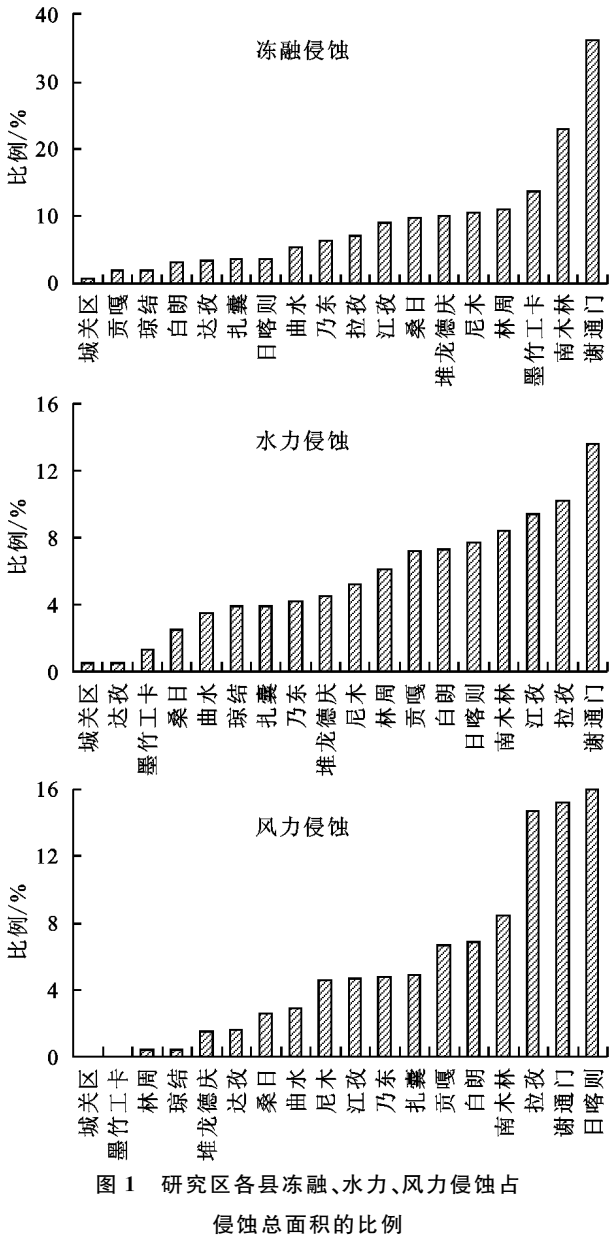 40
冻融侵蚀
30
比例/%
20
10
0
城关区 贡嘎 琼结 白朗 达孜 扎囊 日喀则 曲水 乃东 拉孜 江孜 桑日 堆龙德庆 尼木 林周 墨竹工卡 南木林 谢通门
16
水力侵蚀
12
比例/%
8
4
0
城关区 达孜 墨竹工卡 桑日 曲水 琼结 扎囊 乃东 堆龙德庆 尼木 林周 贡嘎 白朗 日喀则 南木林 江孜 拉孜 谢通门
16
风力侵蚀
12
比例/%
8
4
0
城关区 墨竹工卡 林周 琼结 堆龙德庆 达孜 桑日 曲水 尼木 江孜 乃东 扎囊 贡嘎 白朗 南木林 拉孜 谢通门 日喀则
图 1 研究区各县冻融、水力、风力侵蚀占
侵蚀总面积的比例